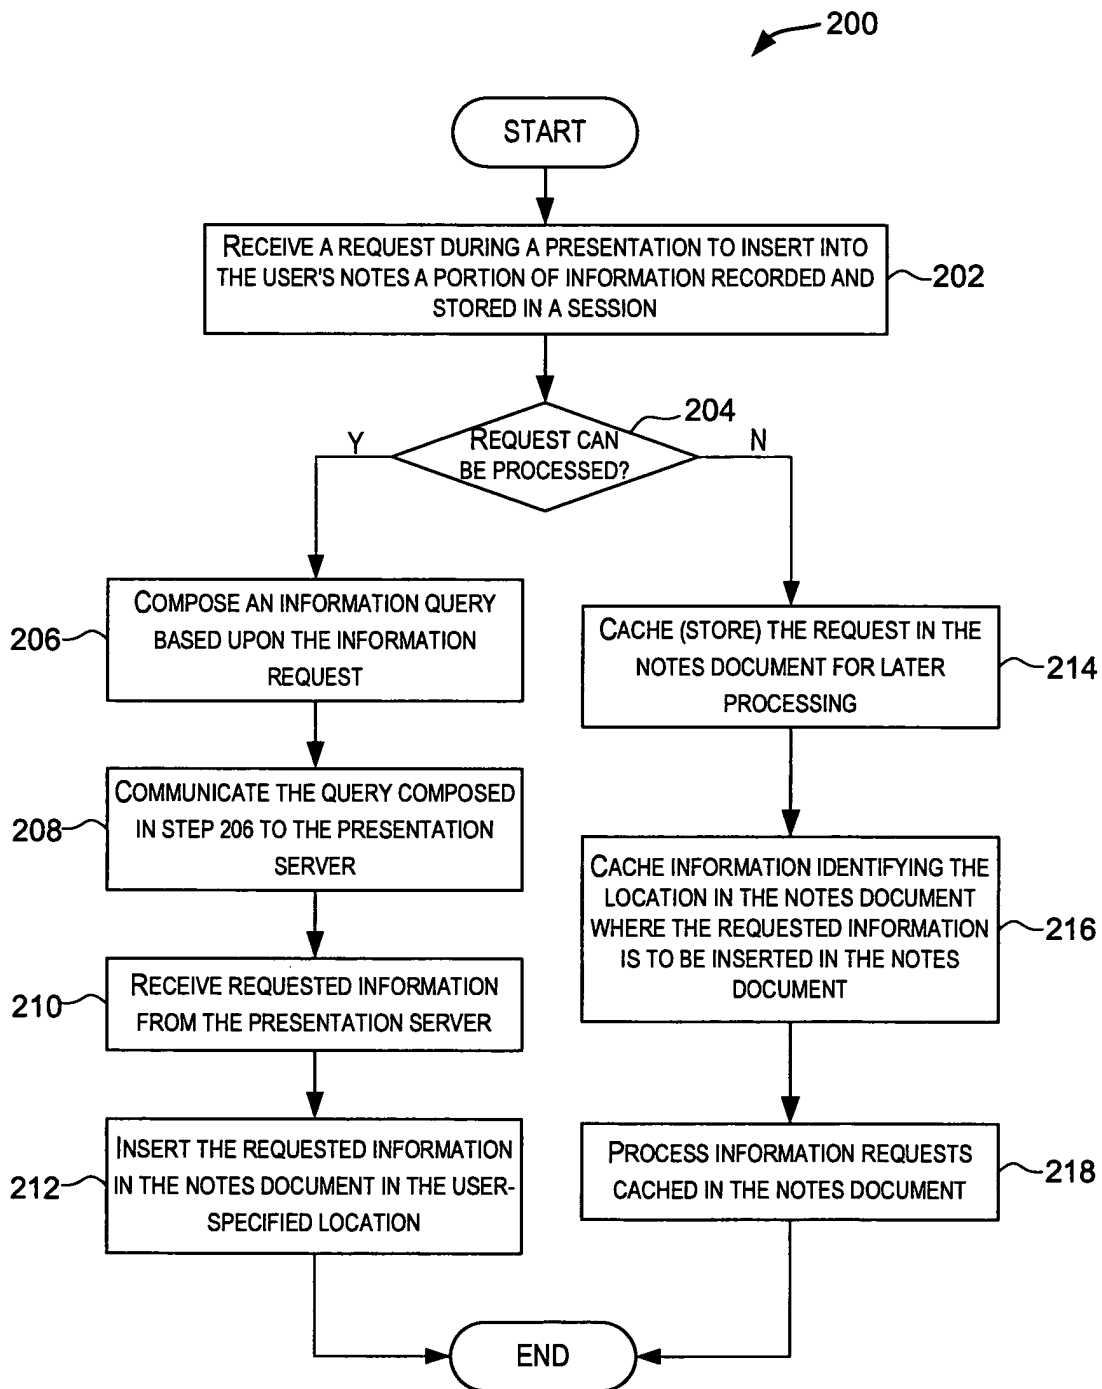 200
START
RECEIVE A REQUEST DURING A PRESENTATION TO INSERT INTO
THE USER'S NOTES A PORTION OF INFORMATION RECORDED AND
STORED IN A SESSION
202
204
Y
REQUEST CAN
BE PROCESSED?
N
COMPOSE AN INFORMATION QUERY
BASED UPON THE INFORMATION
REQUEST
206
COMMUNICATE THE QUERY COMPOSED
IN STEP 206 TO THE PRESENTATION
SERVER
208
RECEIVE REQUESTED INFORMATION
FROM THE PRESENTATION SERVER
210
INSERT THE REQUESTED INFORMATION
IN THE NOTES DOCUMENT IN THE USER-
SPECIFIED LOCATION
212
CACHE (STORE) THE REQUEST IN THE
NOTES DOCUMENT FOR LATER
PROCESSING
214
CACHE INFORMATION IDENTIFYING THE
LOCATION IN THE NOTES DOCUMENT
WHERE THE REQUESTED INFORMATION
IS TO BE INSERTED IN THE NOTES
DOCUMENT
216
PROCESS INFORMATION REQUESTS
CACHED IN THE NOTES DOCUMENT
218
END